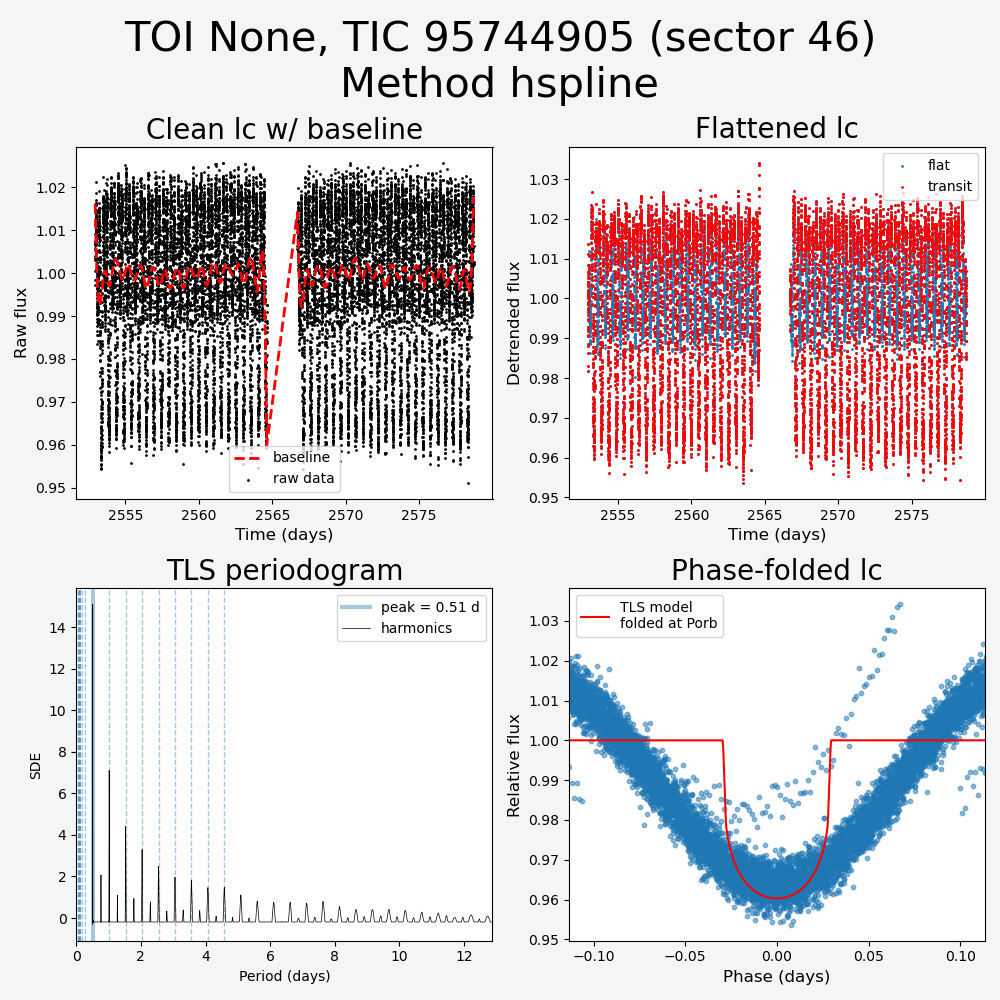 TOI None, TIC 95744905 (sector 46)
Method hspline
Clean lc w/ baseline
Raw flux
1.02
1.01
1.00
0.99
0.98
0.97
0.96
0.95
baseline
raw data
2555
2560
2565
2570
2575
Time (days)
Flattened lc
Detrended flux
1.03
1.02
1.01
1.00
0.99
0.98
0.97
0.96
0.95
flat
transit
2555
2560
2565
2570
2575
Time (days)
TLS periodogram
SDE
14
12
10
8
6
4
2
0
peak = 0.51 d
harmonics
0
2
4
6
8
10
12
Period (days)
Phase-folded lc
Relative flux
1.03
1.02
1.01
1.00
0.99
0.98
0.97
0.96
0.95
TLS model
folded at Porb
−0.10
−0.05
0.00
0.05
0.10
Phase (days)